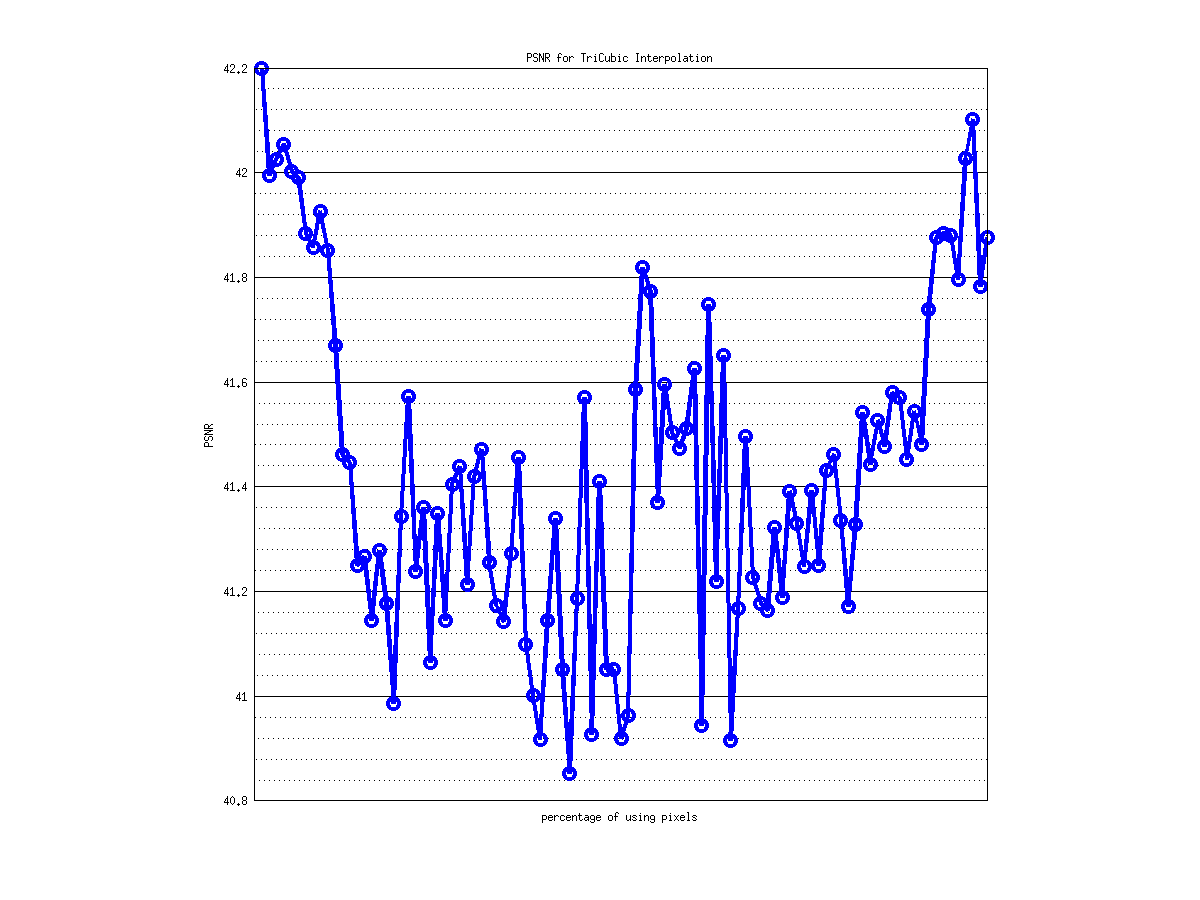 PSNR for TriCubic Interpolation
42.2
42
41.8
41.6
41.4
41.2
41
40.8
PSNR
percentage of using pixels